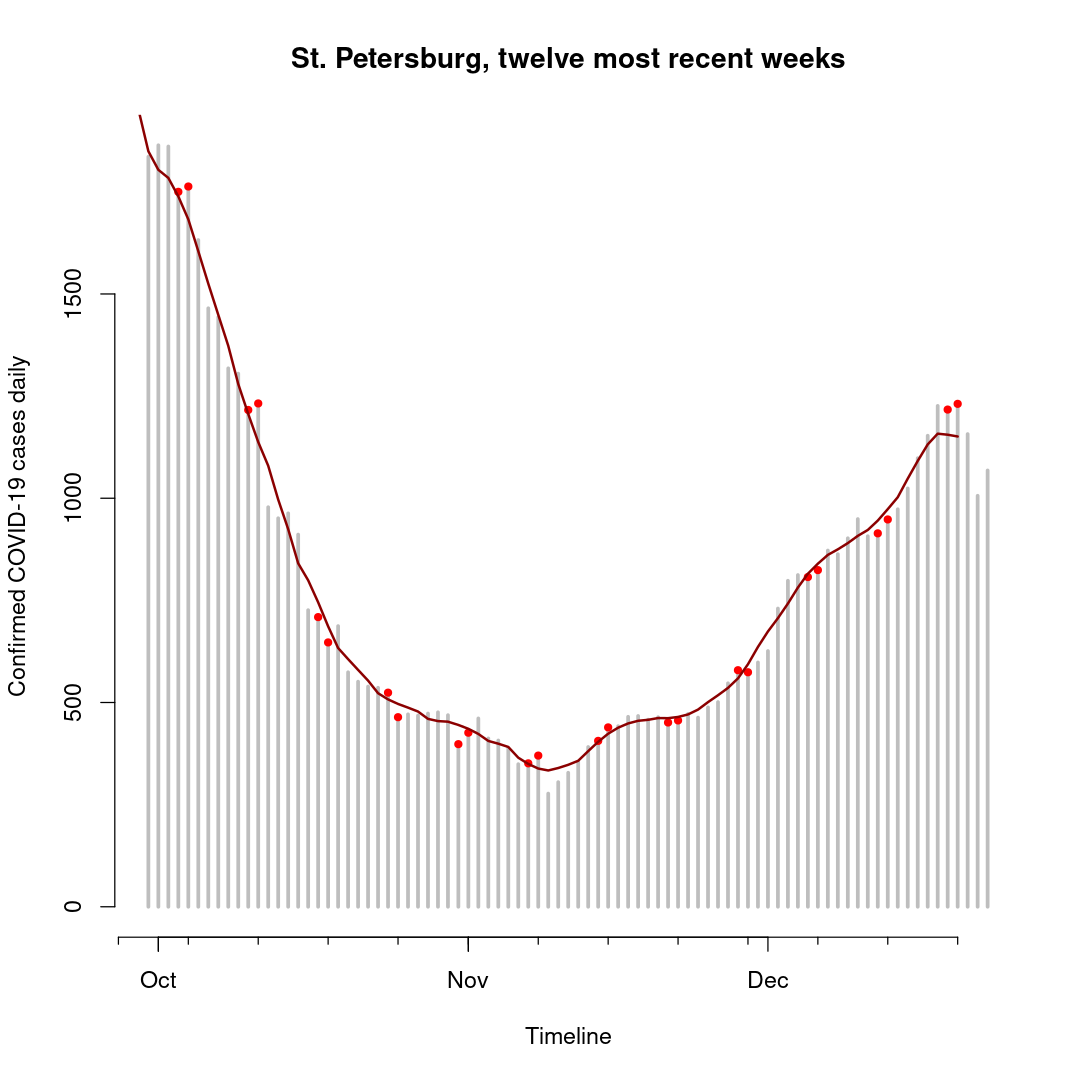 St. Petersburg, twelve most recent weeks
Confirmed COVID-19 cases daily
1500
1000
500
0
Oct Nov Dec
Timeline